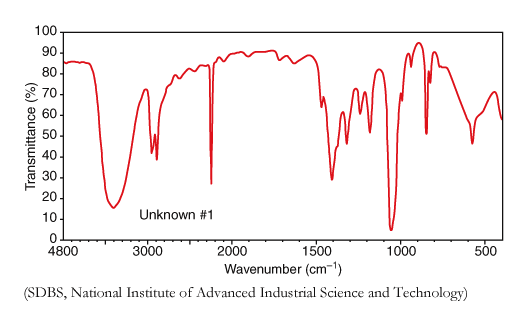 100
90
80
70
60
50
40
30
20
10
0
Transmittance (%)
Unknown #1
4800 3000 2000 1500 1000 500
Wavenumber (cm–1)
(SDBS, National Institute of Advanced Industrial Science and Technology)